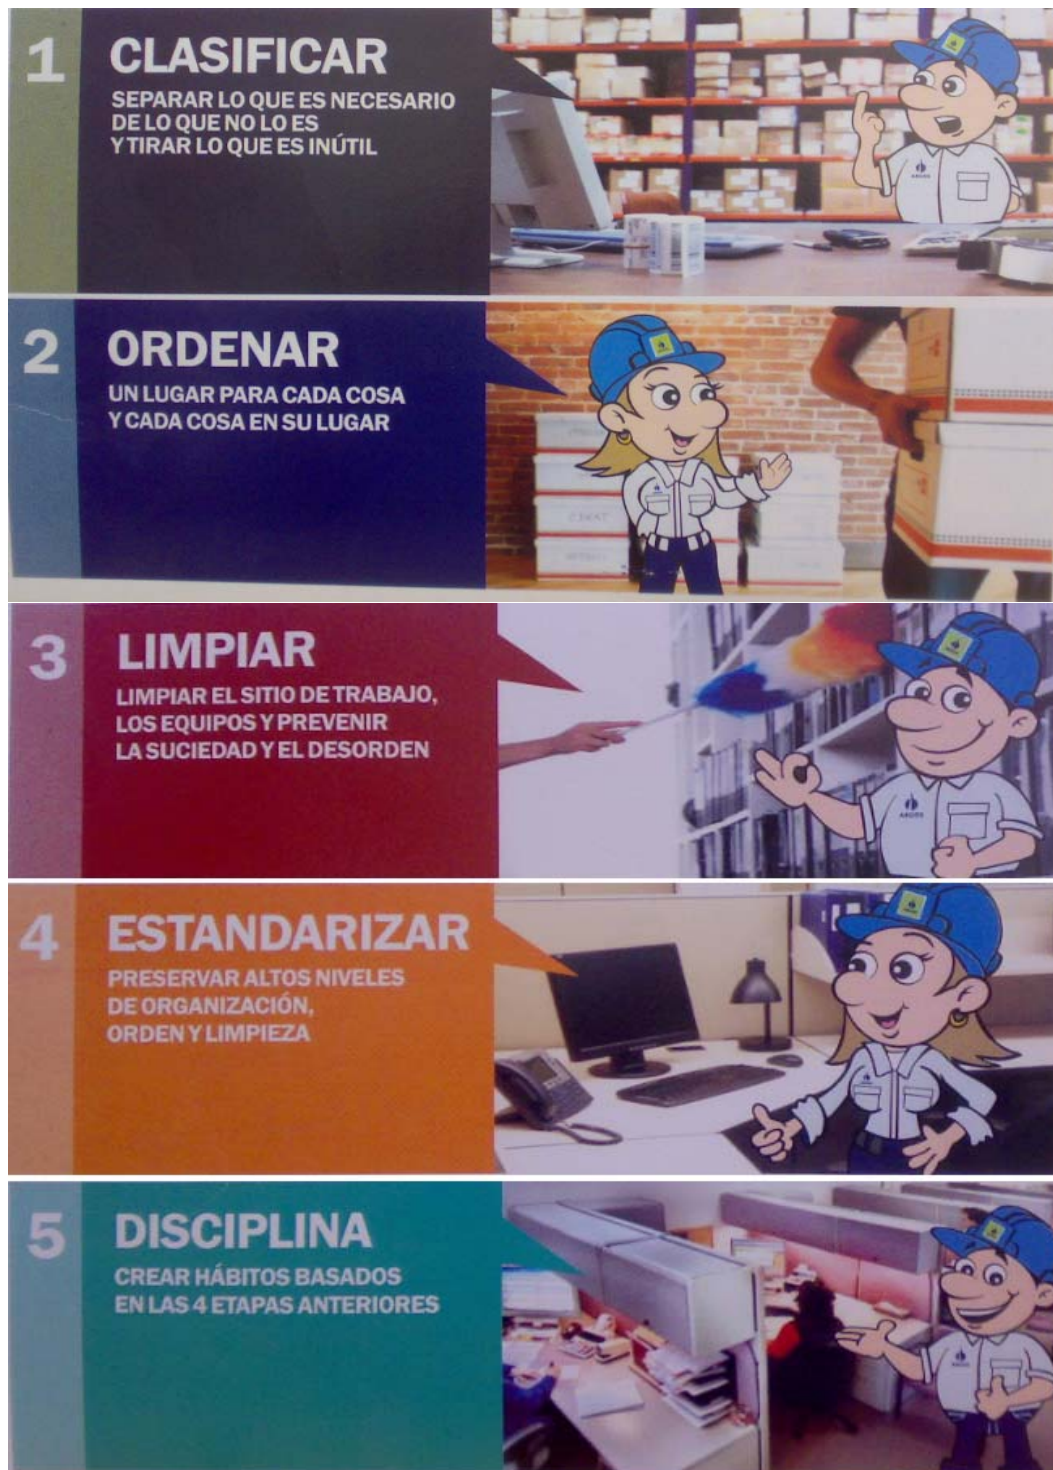 1
CLASIFICAR
SEPARAR LO QUE ES NECESARIO
DE LO QUE NO LO ES
Y TIRAR LO QUE ES INÚTIL
ARGOS
2
ORDENAR
UN LUGAR PARA CADA COSA
Y CADA COSA EN SU LUGAR
3
LIMPIAR
LIMPIAR EL SITIO DE TRABAJO,
LOS EQUIPOS Y PREVENIR
LA SUCIEDAD Y EL DESORDEN
ARGOS
4
ESTANDARIZAR
PRESERVAR ALTOS NIVELES
DE ORGANIZACIÓN,
ORDEN Y LIMPIEZA
5
DISCIPLINA
CREAR HÁBITOS BASADOS
EN LAS 4 ETAPAS ANTERIORES
ARGOS